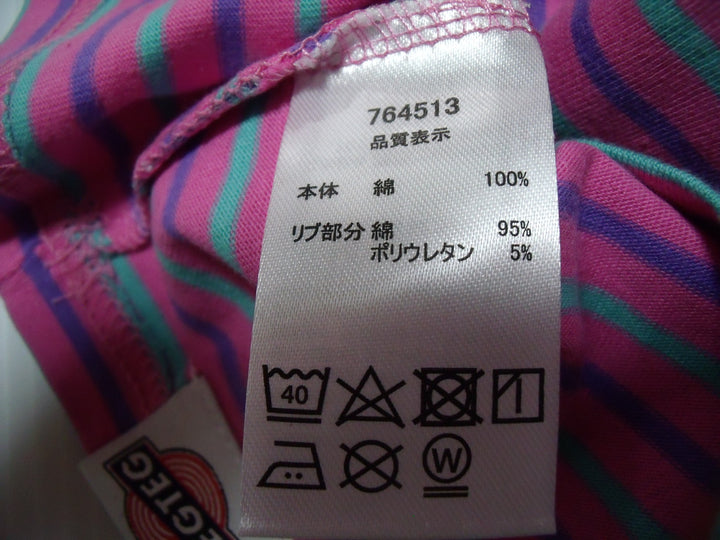 764513
品質表示
本体 綿 100%
リブ部分 綿 95%
ポリウレタン 5%
40
W
EGTEG